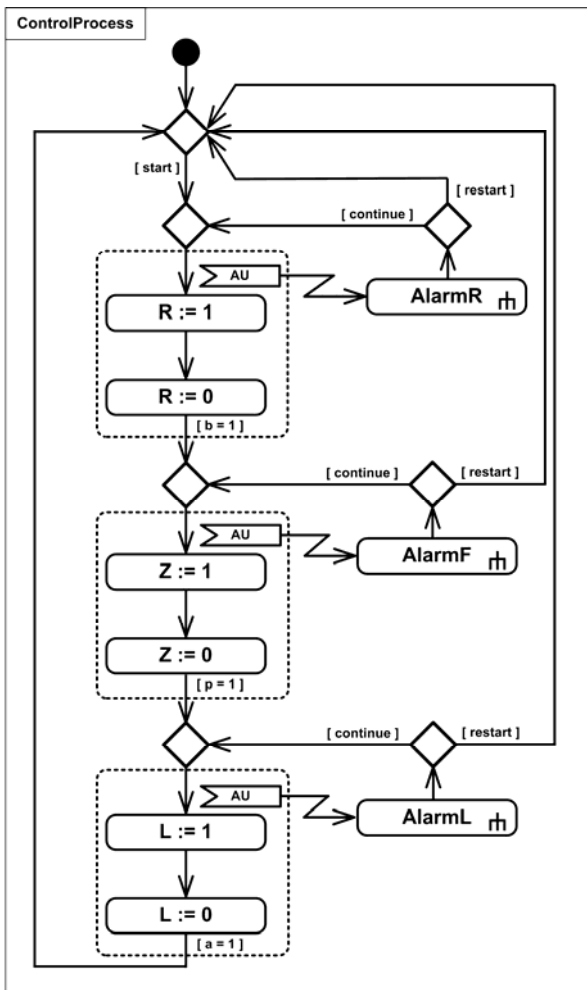 ControlProcess
[ start ]
[ restart ]
[ continue ]
AU
AlarmR
R := 1
R := 0
[ b = 1 ]
[ continue ]
[ restart ]
AU
AlarmF
Z := 1
Z := 0
[ p = 1 ]
[ continue ]
[ restart ]
AU
AlarmL
L := 1
L := 0
[ a = 1 ]